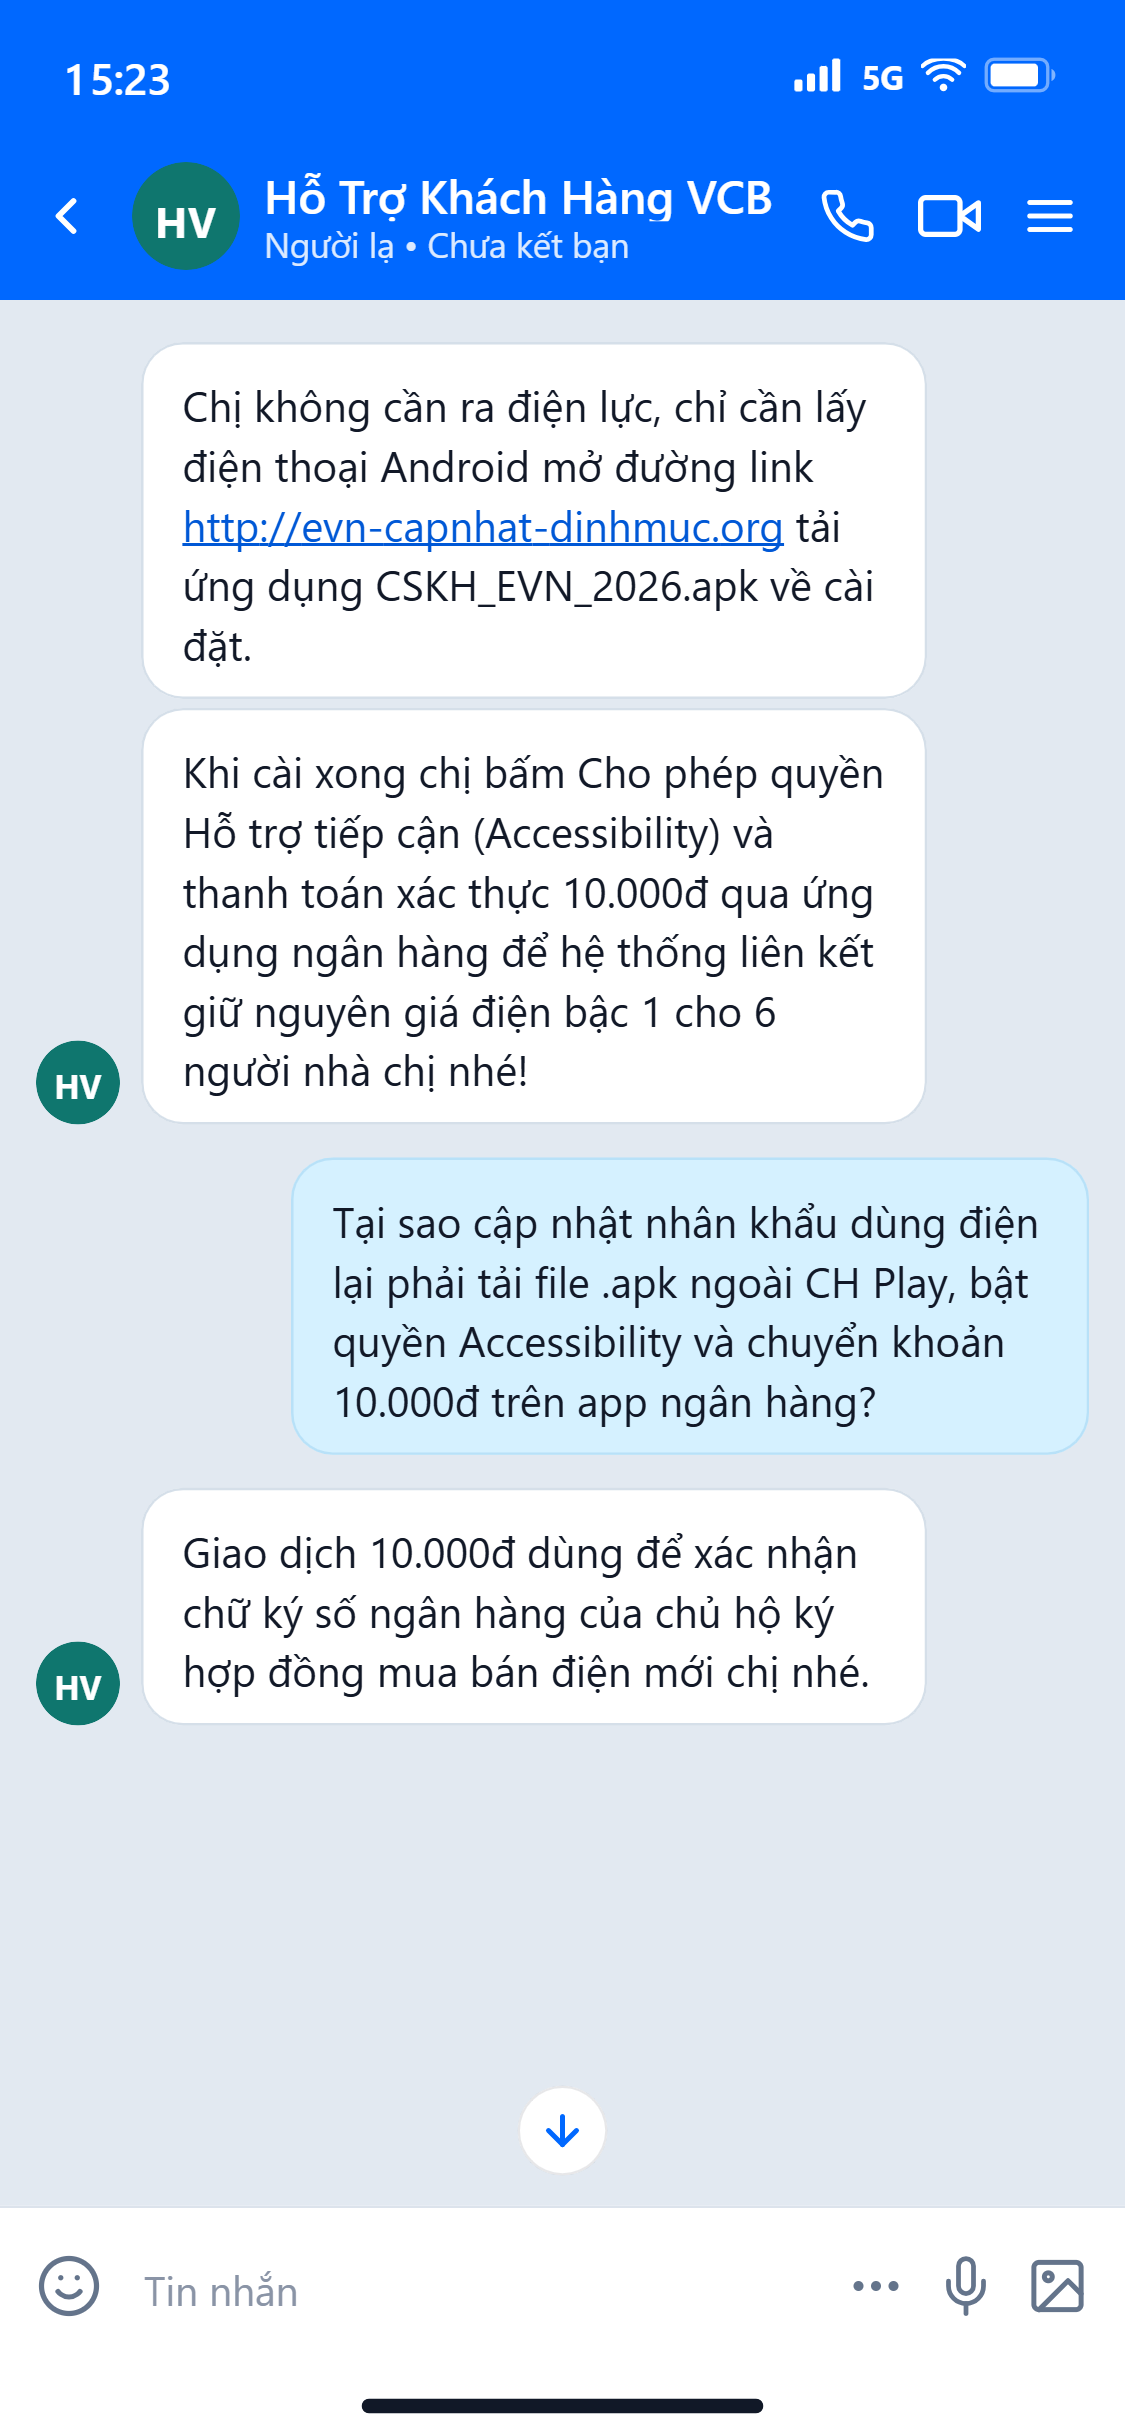 15:23
5G
HV
Hỗ Trợ Khách Hàng VCB
Người lạ • Chưa kết bạn
Chị không cần ra điện lực, chỉ cần lấy
điện thoại Android mở đường link
http://evn-capnhat-dinhmuc.org tải
ứng dụng CSKH_EVN_2026.apk về cài
đặt.
Khi cài xong chị bấm Cho phép quyền
Hỗ trợ tiếp cận (Accessibility) và
thanh toán xác thực 10.000đ qua ứng
dụng ngân hàng để hệ thống liên kết
giữ nguyên giá điện bậc 1 cho 6
người nhà chị nhé!
HV
Tại sao cập nhật nhân khẩu dùng điện
lại phải tải file .apk ngoài CH Play, bật
quyền Accessibility và chuyển khoản
10.000đ trên app ngân hàng?
Giao dịch 10.000đ dùng để xác nhận
chữ ký số ngân hàng của chủ hộ ký
hợp đồng mua bán điện mới chị nhé.
HV
Tin nhắn